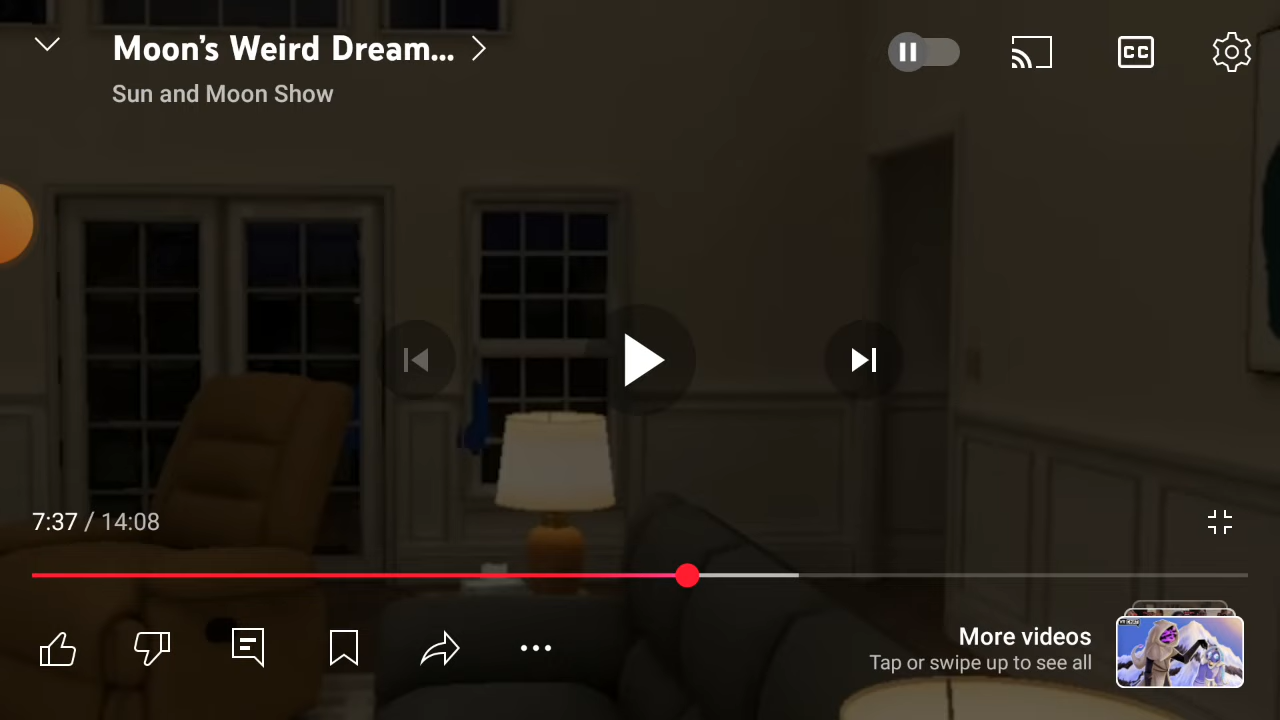 Moon's Weird Dream...
Sun and Moon Show
CC
7:37 / 14:08
More videos
Tap or swipe up to see all